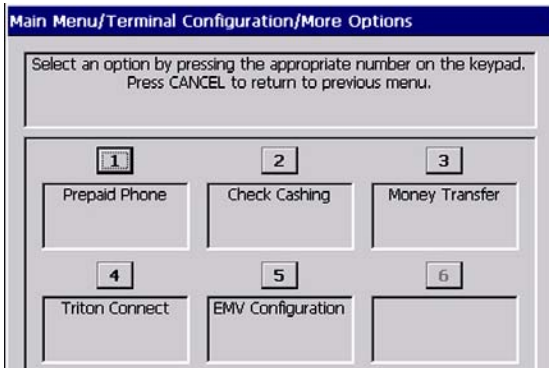 Main Menu/Terminal Configuration/More Options
Select an option by pressing the appropriate number on the keypad.
Press CANCEL to return to previous menu.
1 2 3
Prepaid Phone Check Cashing Money Transfer
4 5 6
Triton Connect EMV Configuration